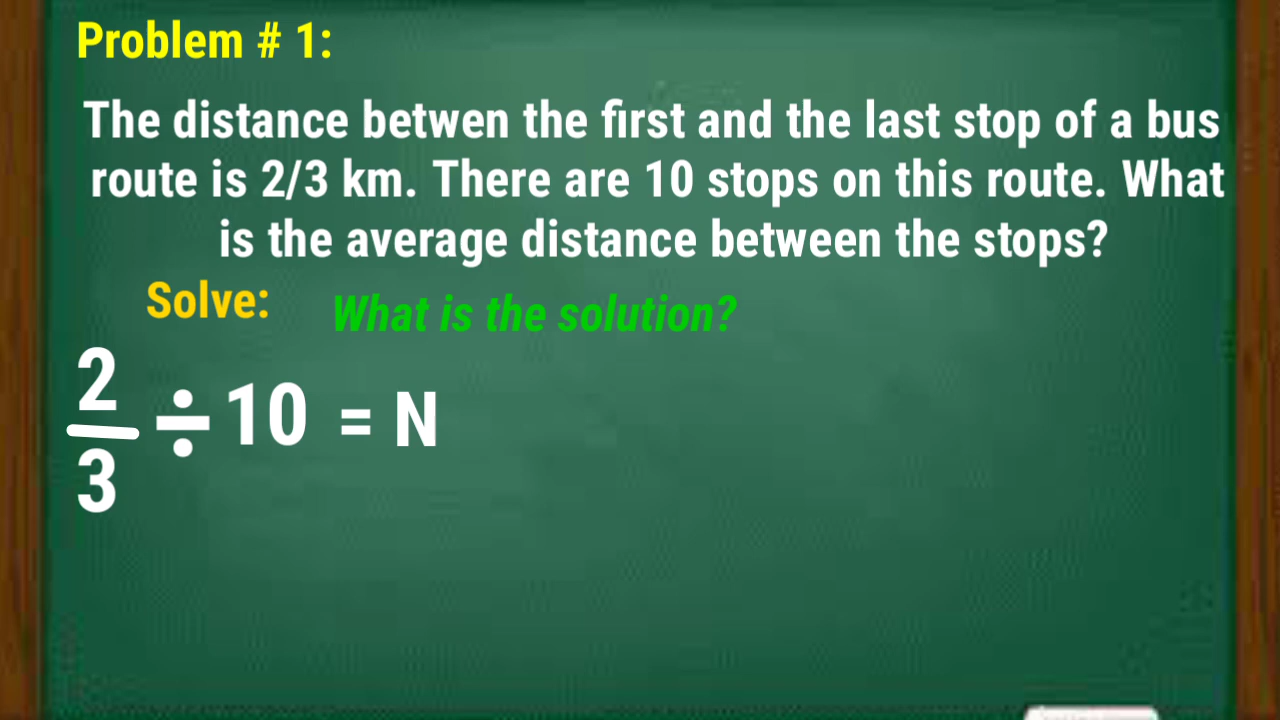 Problem # 1:
The distance betwen the first and the last stop of a bus
route is 2/3 km. There are 10 stops on this route. What
is the average distance between the stops?
Solve:
What is the solution?
2
3
÷ 10 = N